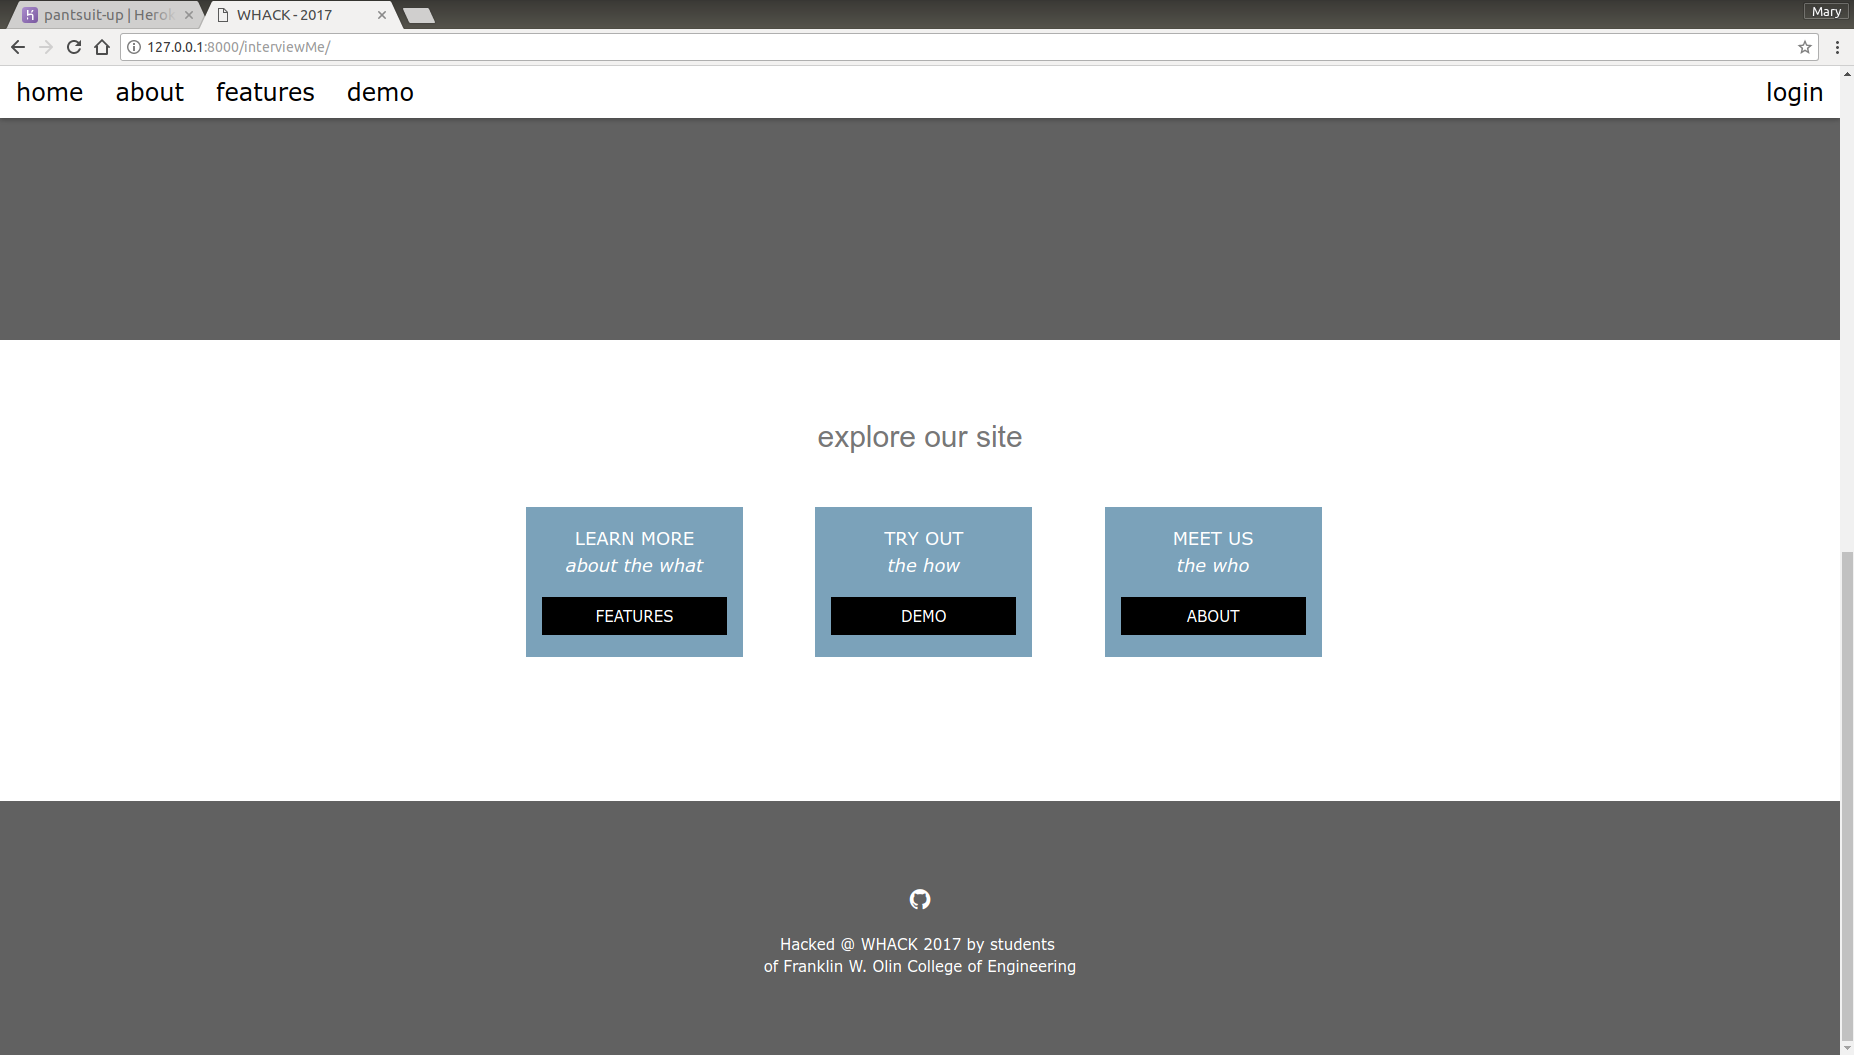 pantsuit-up | Herok
WHACK - 2017
Mary
127.0.0.1:8000/interviewMe/
home about features demo login
explore our site
LEARN MORE
about the what
FEATURES
TRY OUT
the how
DEMO
MEET US
the who
ABOUT
Hacked @ WHACK 2017 by students
of Franklin W. Olin College of Engineering